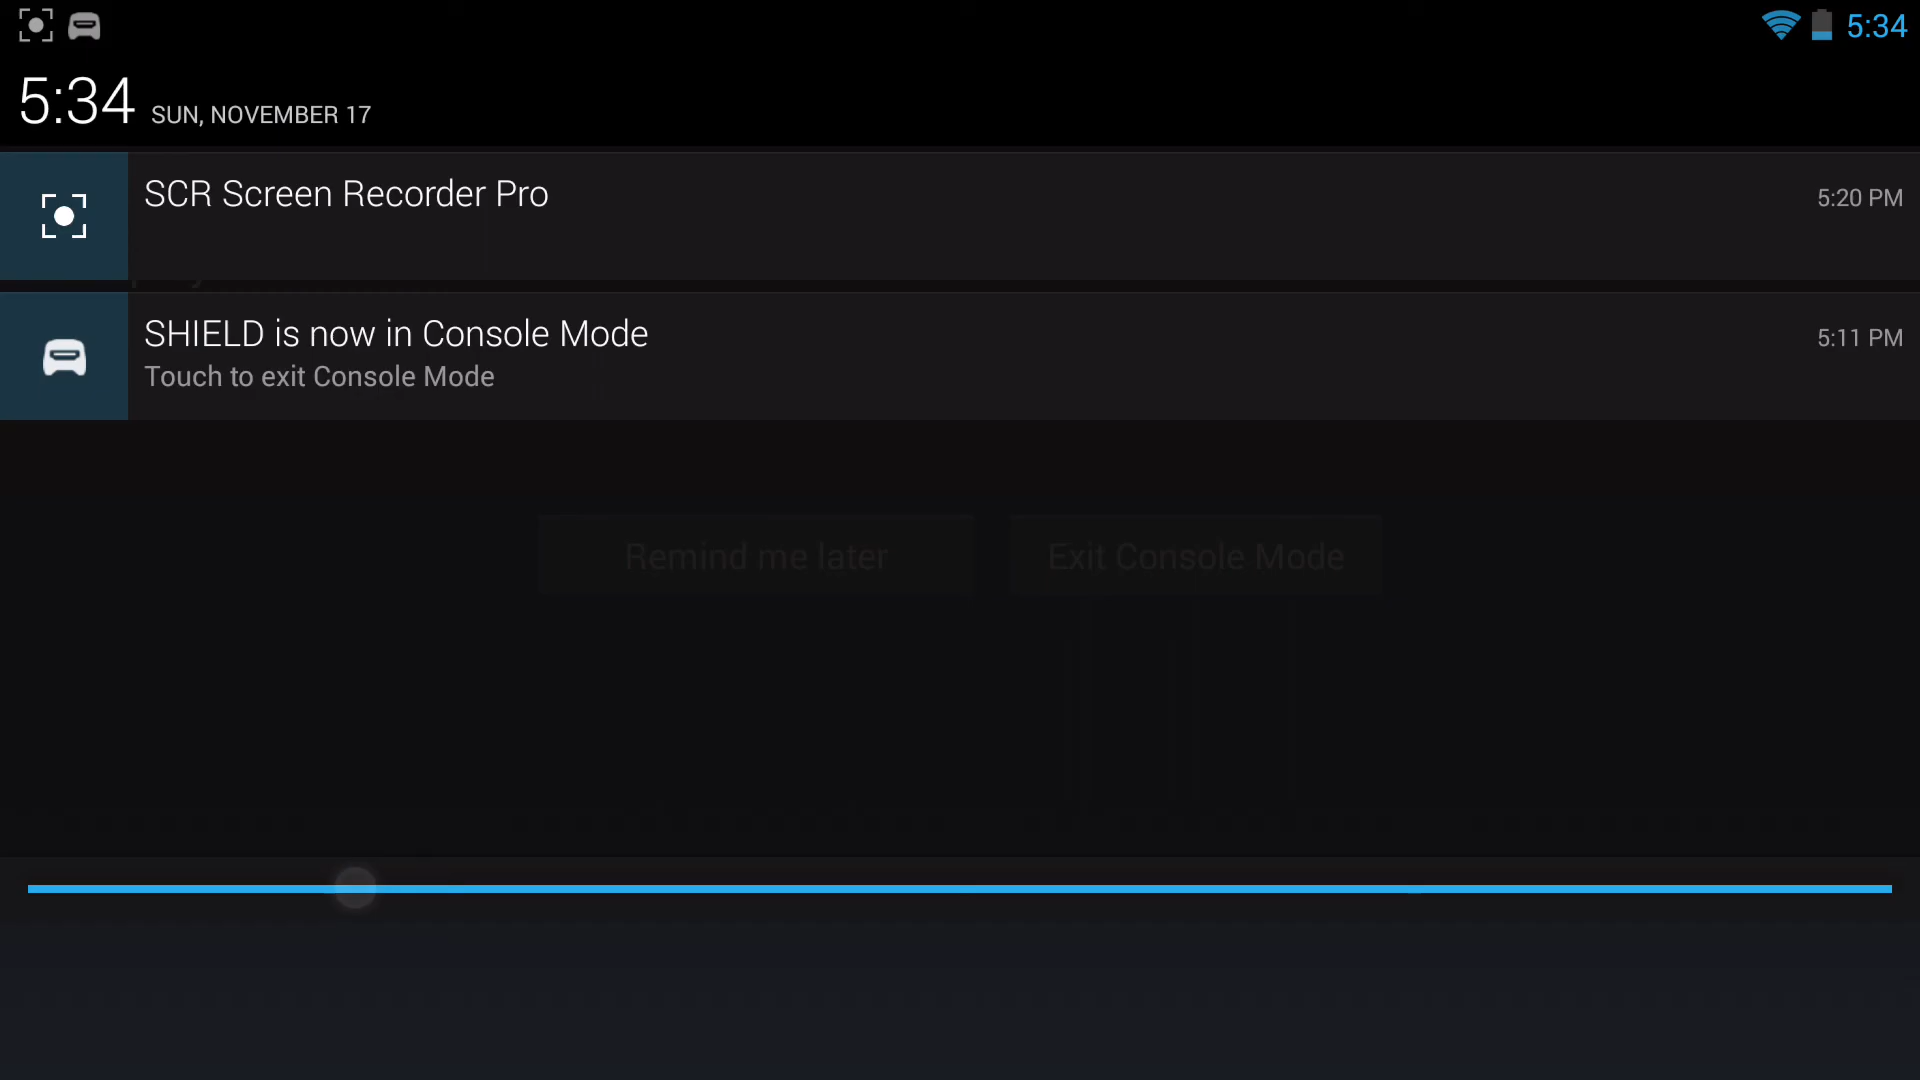 5:34
5:34 SUN, NOVEMBER 17
SCR Screen Recorder Pro
5:20 PM
SHIELD is now in Console Mode
5:11 PM
Touch to exit Console Mode
Remind me later
Exit Console Mode